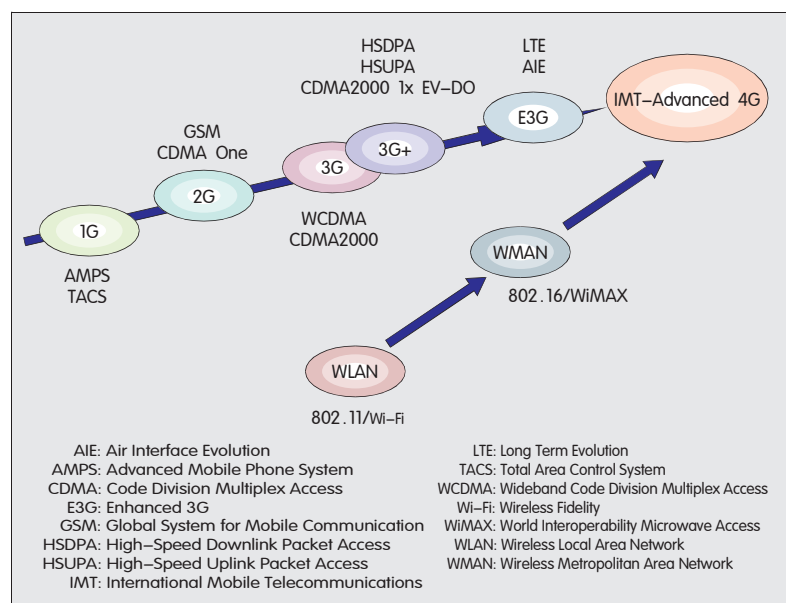 HSDPA
HSUPA
CDMA2000 1x EV-DO
LTE
AIE
IMT-Advanced 4G
E3G
GSM
CDMA One
3G+
3G
2G
WCDMA
CDMA2000
1G
AMPS
TACS
WMAN
802.16/WiMAX
WLAN
802.11/Wi-Fi
AIE: Air Interface Evolution
AMPS: Advanced Mobile Phone System
CDMA: Code Division Multiplex Access
E3G: Enhanced 3G
GSM: Global System for Mobile Communication
HSDPA: High-Speed Downlink Packet Access
HSUPA: High-Speed Uplink Packet Access
IMT: International Mobile Telecommunications
LTE: Long Term Evolution
TACS: Total Area Control System
WCDMA: Wideband Code Division Multiplex Access
Wi-Fi: Wireless Fidelity
WiMAX: World Interoperability Microwave Access
WLAN: Wireless Local Area Network
WMAN: Wireless Metropolitan Area Network